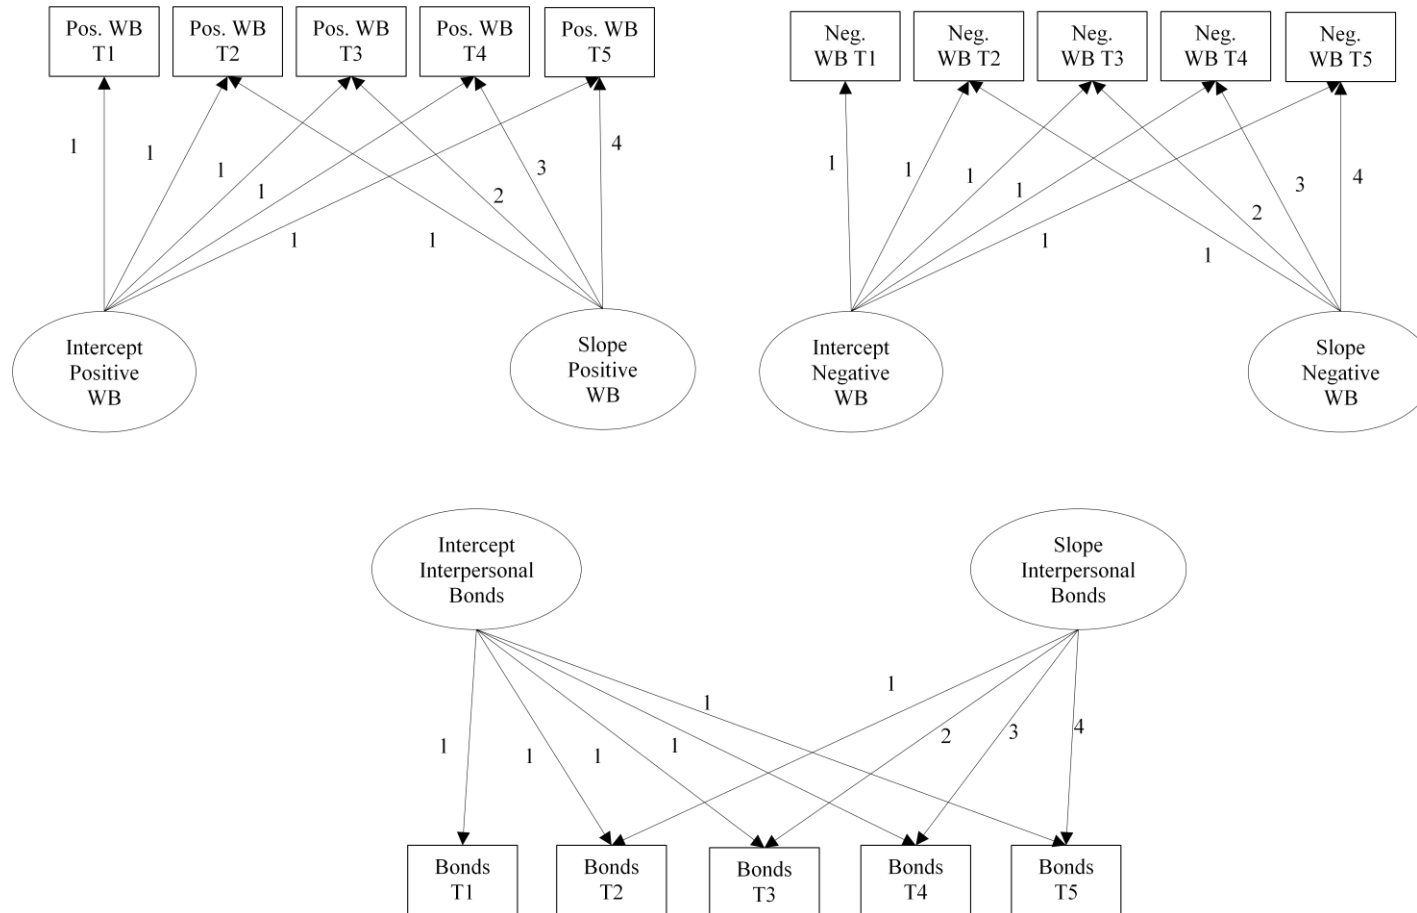 Pos. WB
T1
Pos. WB
T2
Pos. WB
T3
Pos. WB
T4
Pos. WB
T5
Neg.
WB T1
Neg.
WB T2
Neg.
WB T3
Neg.
WB T4
Neg.
WB T5
1
1
1
1
1
1
2
3
4
1
1
1
1
1
1
2
3
4
Intercept
Positive
WB
Slope
Positive
WB
Intercept
Negative
WB
Slope
Negative
WB
Intercept
Interpersonal
Bonds
Slope
Interpersonal
Bonds
1
1
1
1
1
1
2
3
4
Bonds
T1
Bonds
T2
Bonds
T3
Bonds
T4
Bonds
T5